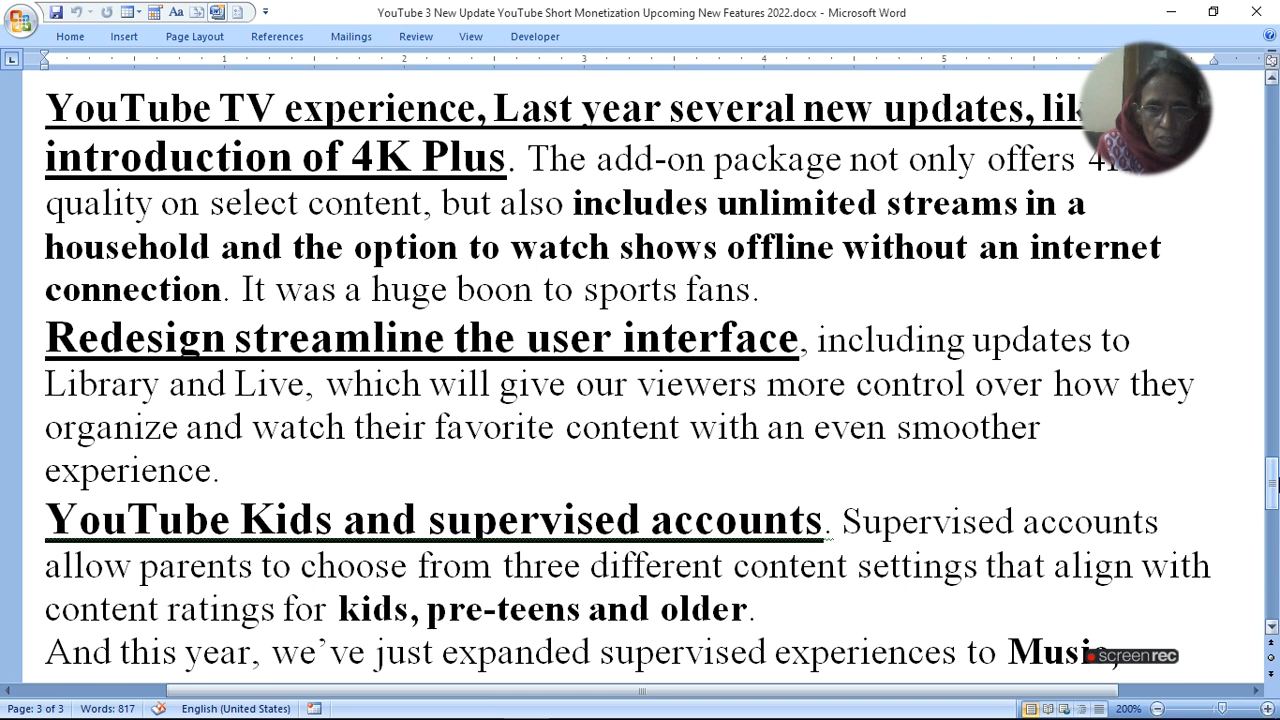 YouTube 3 New Update YouTube Short Monetization Upcoming New Features 2022.docx - Microsoft Word
Home Insert Page Layout References Mailings Review View Developer
1 2 3 4 5
YouTube TV experience, Last year several new updates, lik
introduction of 4K Plus. The add-on package not only offers
quality on select content, but also includes unlimited streams in a
household and the option to watch shows offline without an internet
connection. It was a huge boon to sports fans.
Redesign streamline the user interface, including updates to
Library and Live, which will give our viewers more control over how they
organize and watch their favorite content with an even smoother
experience.
YouTube Kids and supervised accounts. Supervised accounts
allow parents to choose from three different content settings that align with
content ratings for kids, pre-teens and older.
And this year, we’ve just expanded supervised experiences to Music,
screenrec
Page: 3 of 3 Words: 817 English (United States) 200%